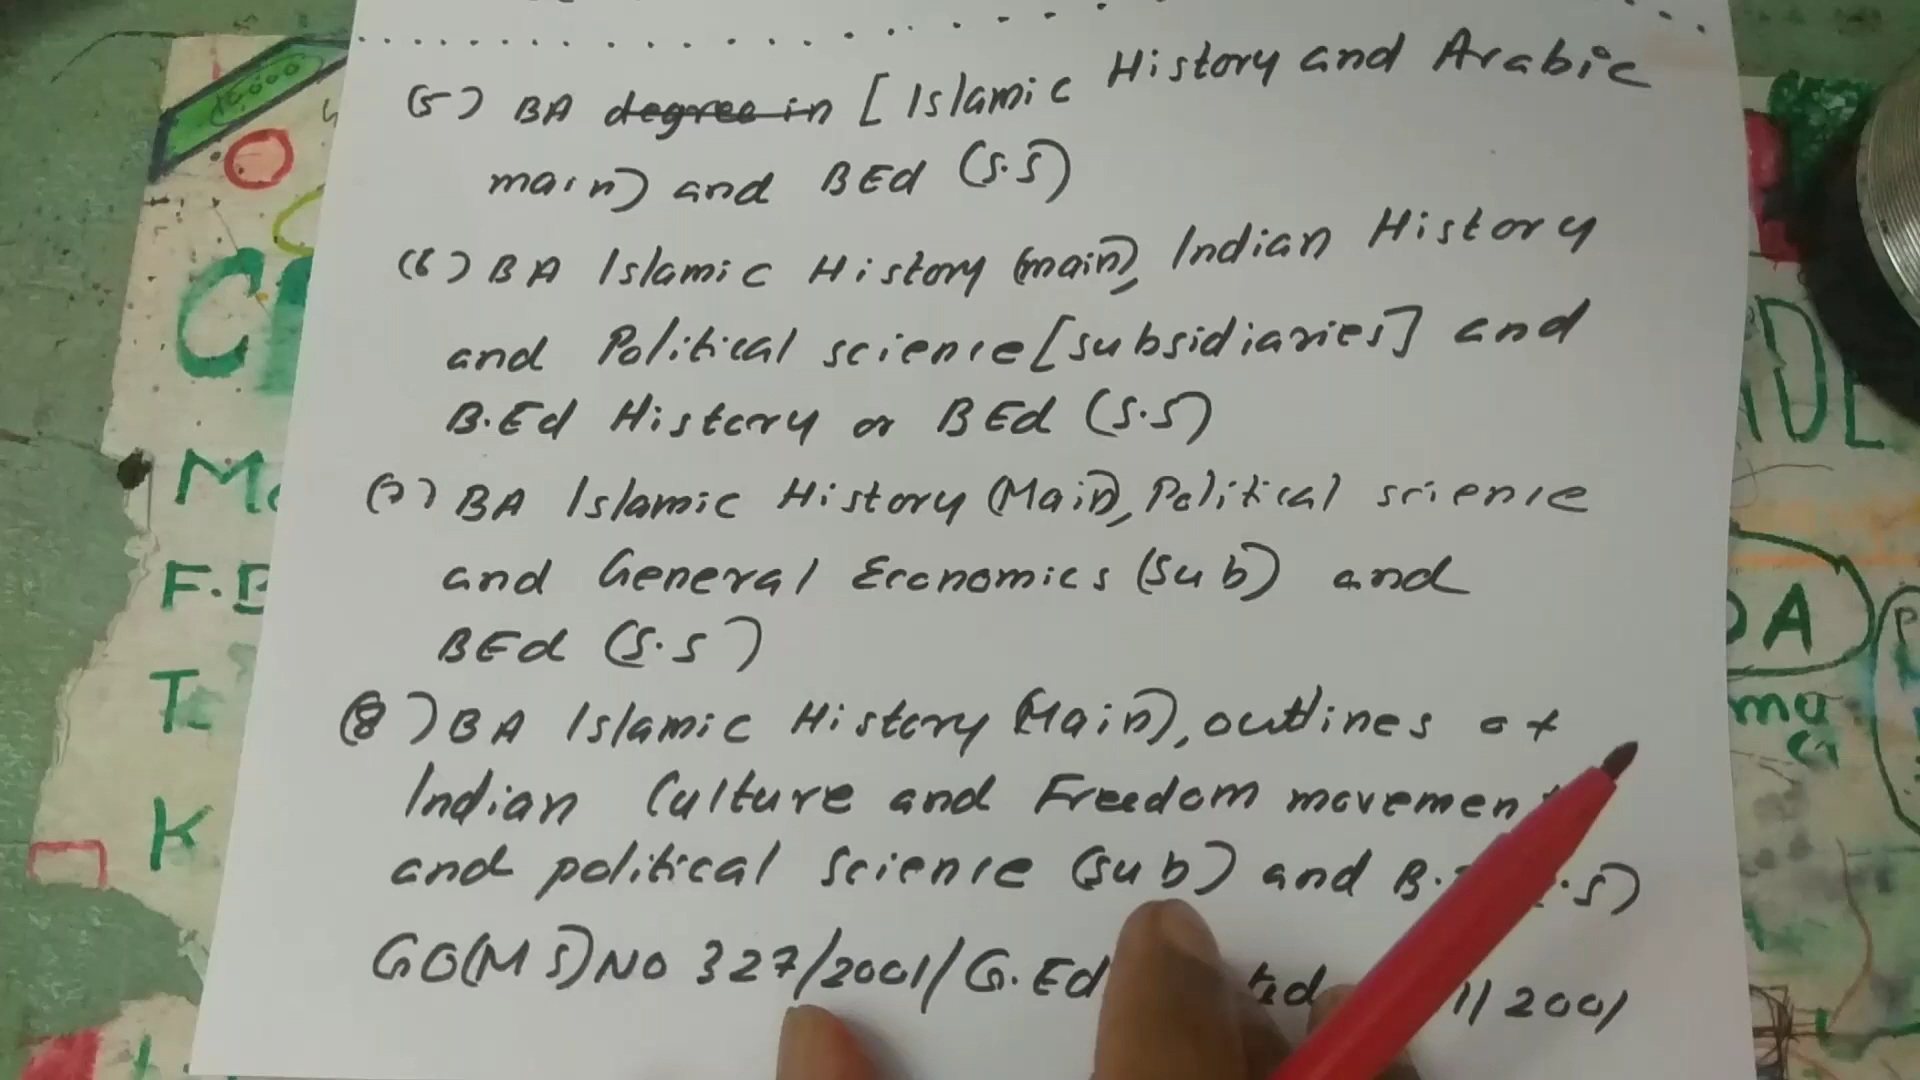 (5) BA degree in [Islamic History and Arabic
main) and BEd (S.S)
(6) BA Islamic History (main), Indian History
and Political science [subsidiaries] and
B.Ed History or BEd (S.S)
(7) BA Islamic History (Main), Political science
and General Economics (Sub) and
BEd (S.S)
(8) BA Islamic History (Main), outlines of
Indian Culture and Freedom movemen
and political Science (sub) and B. .S)
GO(MS)NO 327/2001/G.Ed /2001
M
F.B
T
K
DA
ma